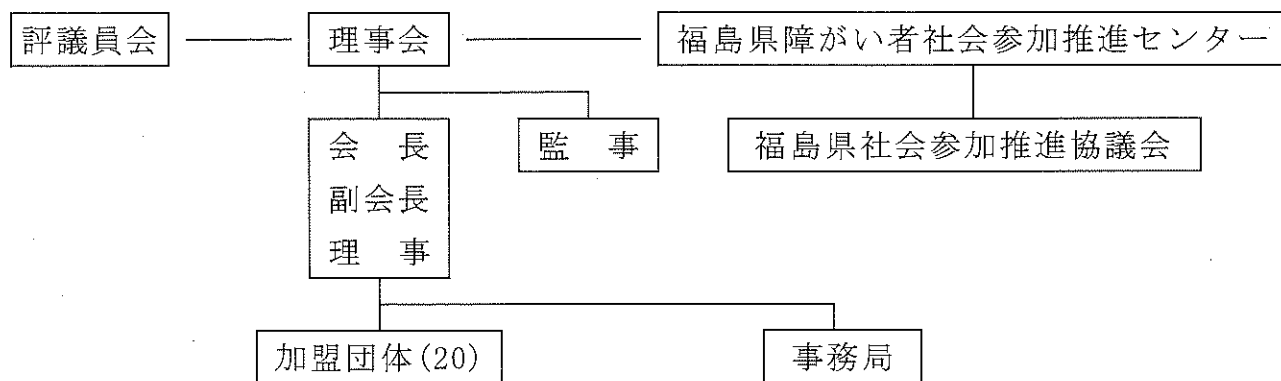 評議員会
理事会
福島県障がい者社会参加推進センター
会　長
副会長
理　事
監　事
福島県社会参加推進協議会
加盟団体(20)
事務局